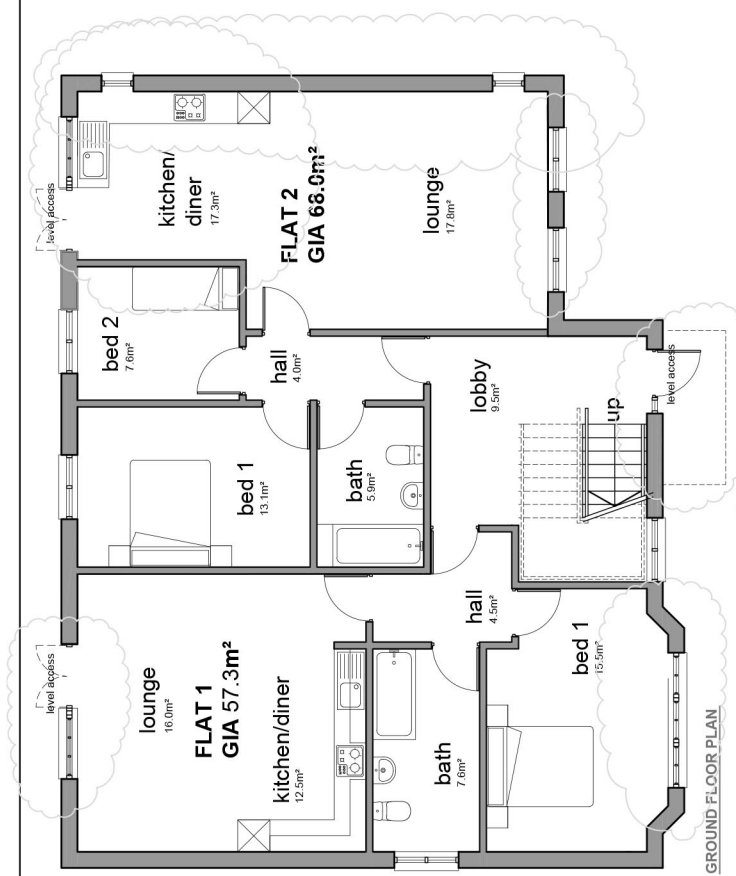 level access
kitchen/
diner
17.3m²
FLAT 2
GIA 68.0m²
lounge
17.8m²
bed 2
7.6m²
hall
4.0m²
lobby
9.5m²
up
level access
bed 1
13.1m²
bath
5.9m²
level access
lounge
16.0m²
FLAT 1
GIA 57.3m²
kitchen/diner
12.5m²
hall
4.5m²
bed 1
15.5m²
bath
7.6m²
GROUND FLOOR PLAN